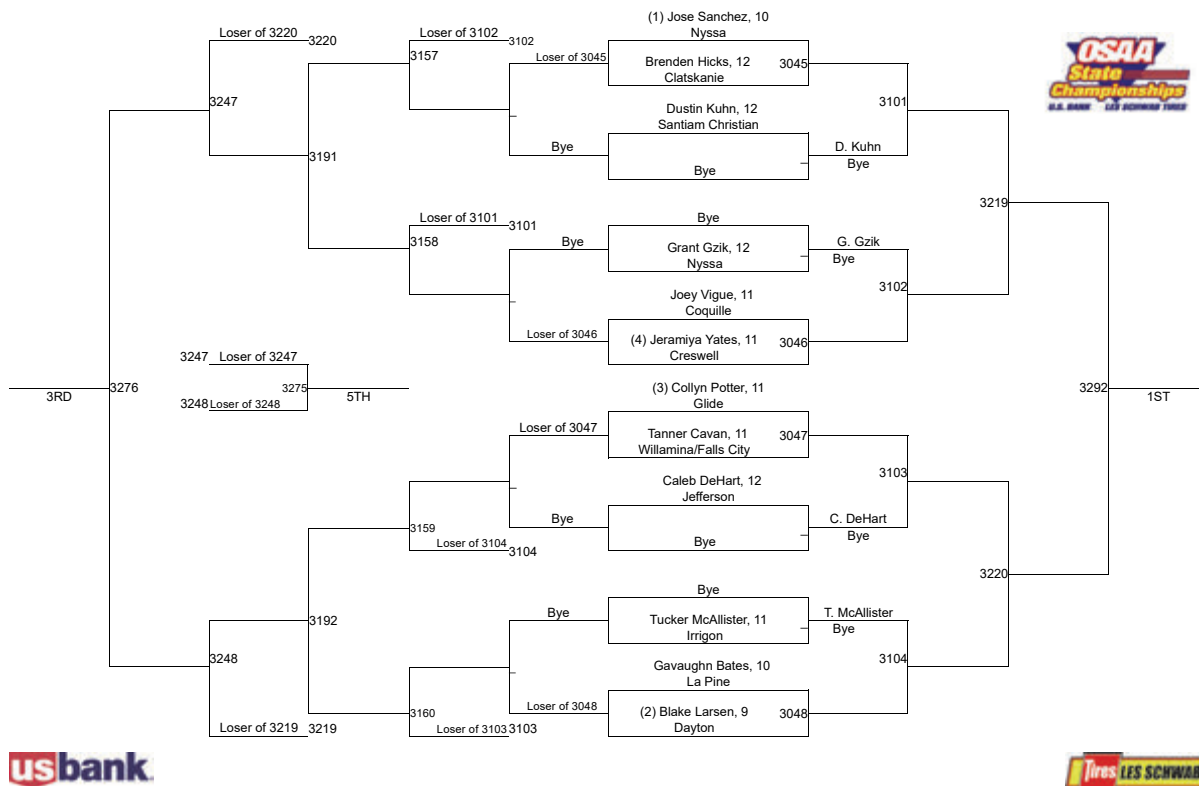 (1) Jose Sanchez, 10
Nyssa
Loser of 3220
3220
Loser of 3102
3102
3157
Loser of 3045
Brenden Hicks, 12
3045
Clatskanie
OSAA
State
Championships
U.S. BANK LES SCHWAB TIRES
3247
Dustin Kuhn, 12
Santiam Christian
3101
Bye
D. Kuhn
3191
Bye
Bye
Loser of 3101
3101
Bye
3219
3158
Bye
Grant Gzik, 12
Nyssa
G. Gzik
Bye
3102
Joey Vigue, 11
Coquille
Loser of 3046
(4) Jeramiya Yates, 11
3046
Creswell
3247
Loser of 3247
3276
3275
3RD
5TH
3248
Loser of 3248
(3) Collyn Potter, 11
Glide
3292
1ST
Loser of 3047
Tanner Cavan, 11
3047
Willamina/Falls City
3103
Caleb DeHart, 12
Jefferson
Bye
C. DeHart
3159
Bye
Bye
Loser of 3104
3104
3220
Bye
Bye
Tucker McAllister, 11
Irrigon
T. McAllister
Bye
3192
3248
3104
Gavaughn Bates, 10
La Pine
Loser of 3048
(2) Blake Larsen, 9
3048
Dayton
3160
Loser of 3219
3219
Loser of 3103
3103
usbank.
Tires LES SCHWAB